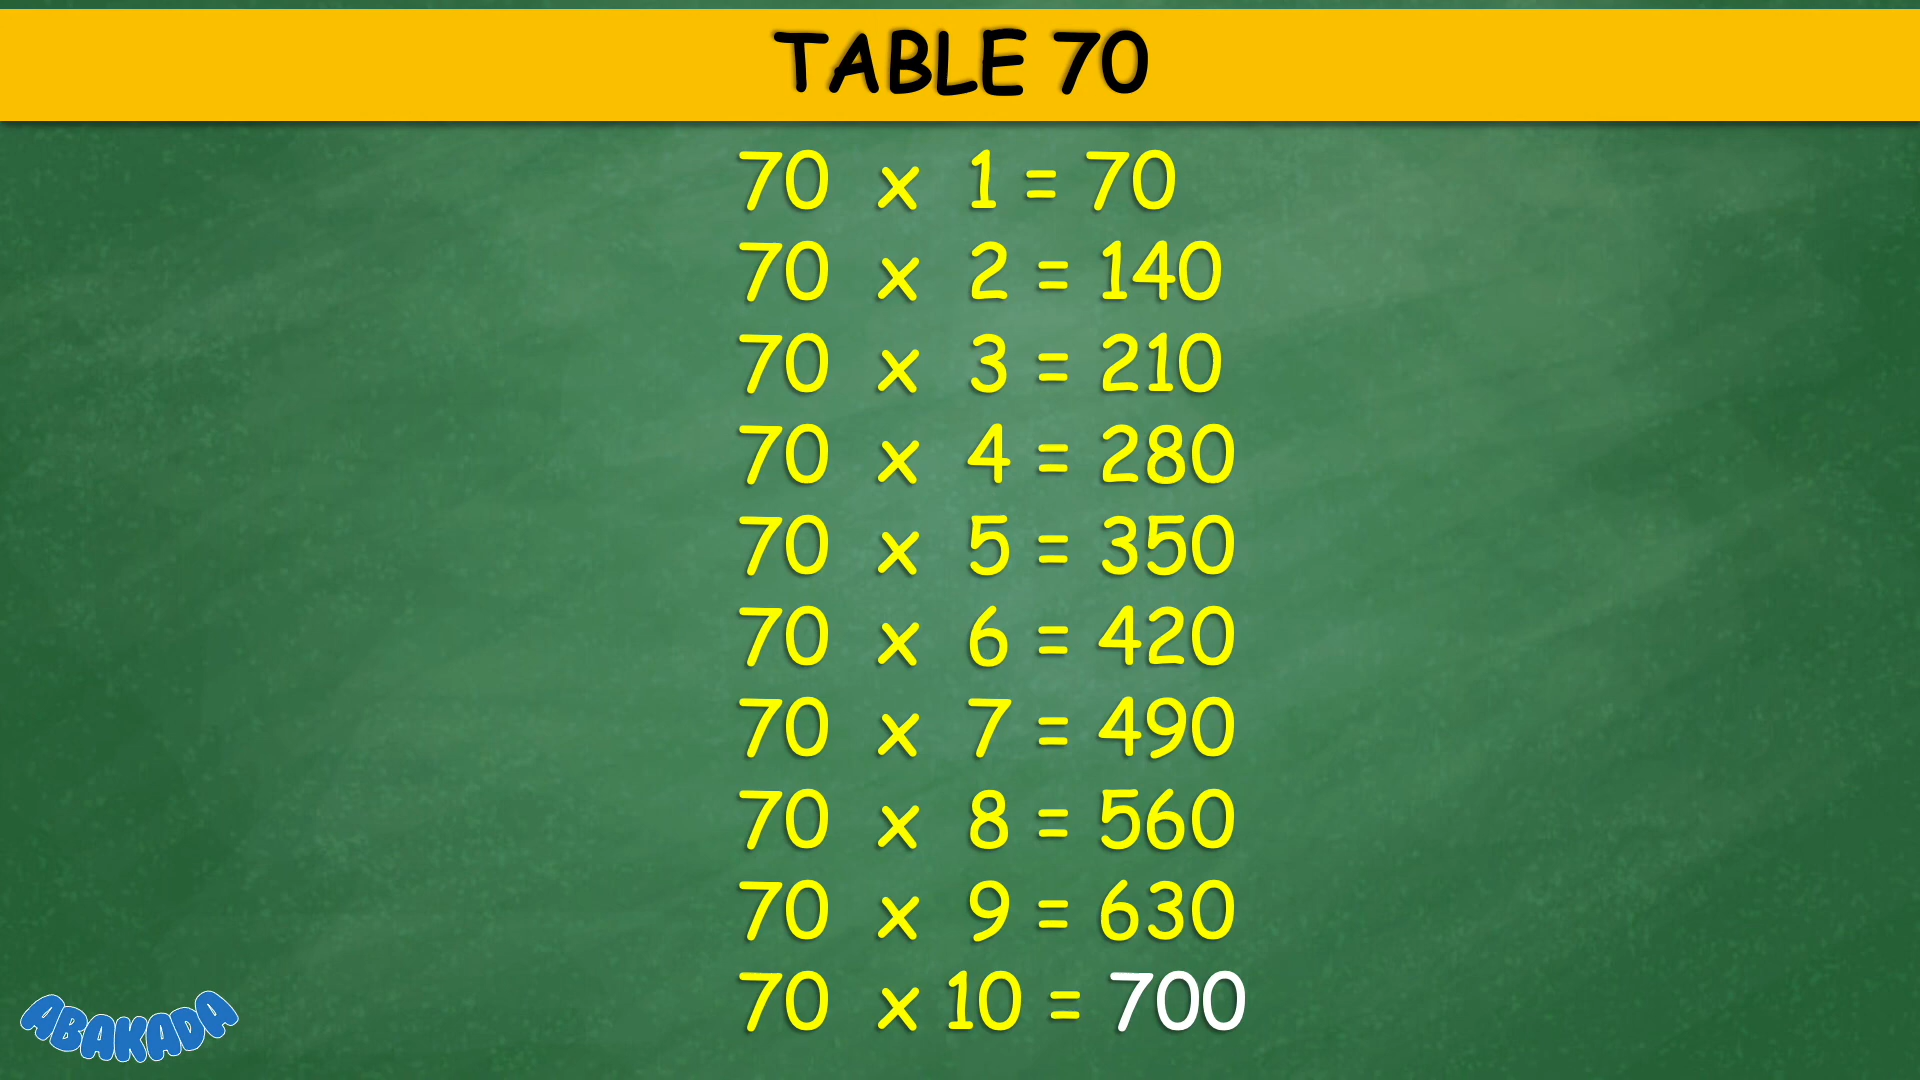 TABLE 70
70 x 1 = 70
70 x 2 = 140
70 x 3 = 210
70 x 4 = 280
70 x 5 = 350
70 x 6 = 420
70 x 7 = 490
70 x 8 = 560
70 x 9 = 630
70 x 10 = 700
ABAKADA